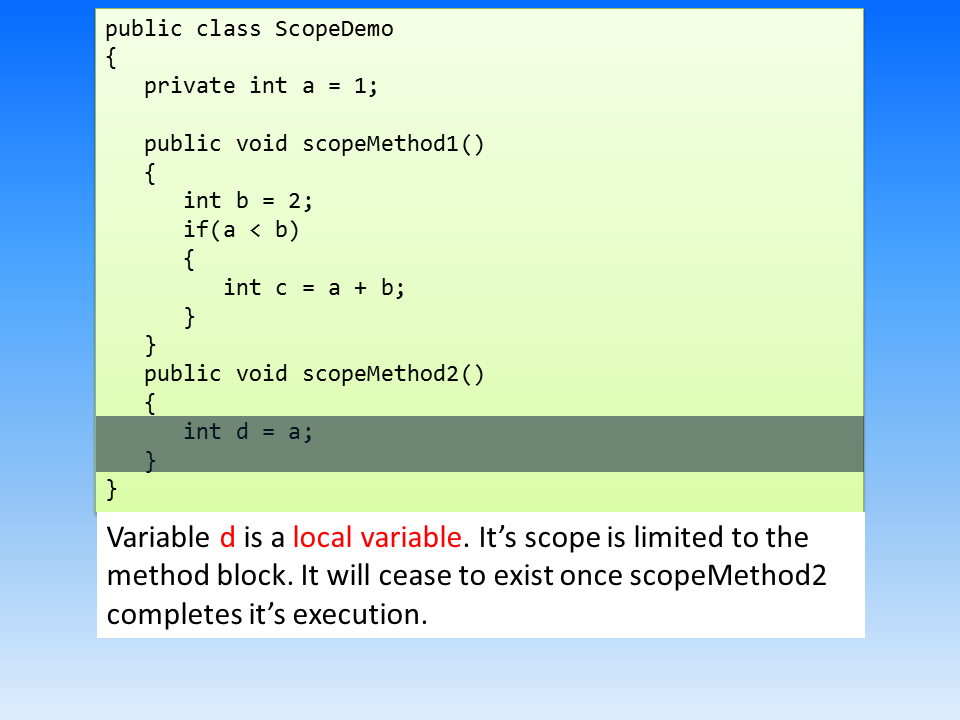 public class ScopeDemo
{
   private int a = 1;

   public void scopeMethod1()
   {
      int b = 2;
      if(a < b)
      {
         int c = a + b;
      }
   }
   public void scopeMethod2()
   {
      int d = a;
   }
}
Variable d is a local variable. It’s scope is limited to the
method block. It will cease to exist once scopeMethod2
completes it’s execution.